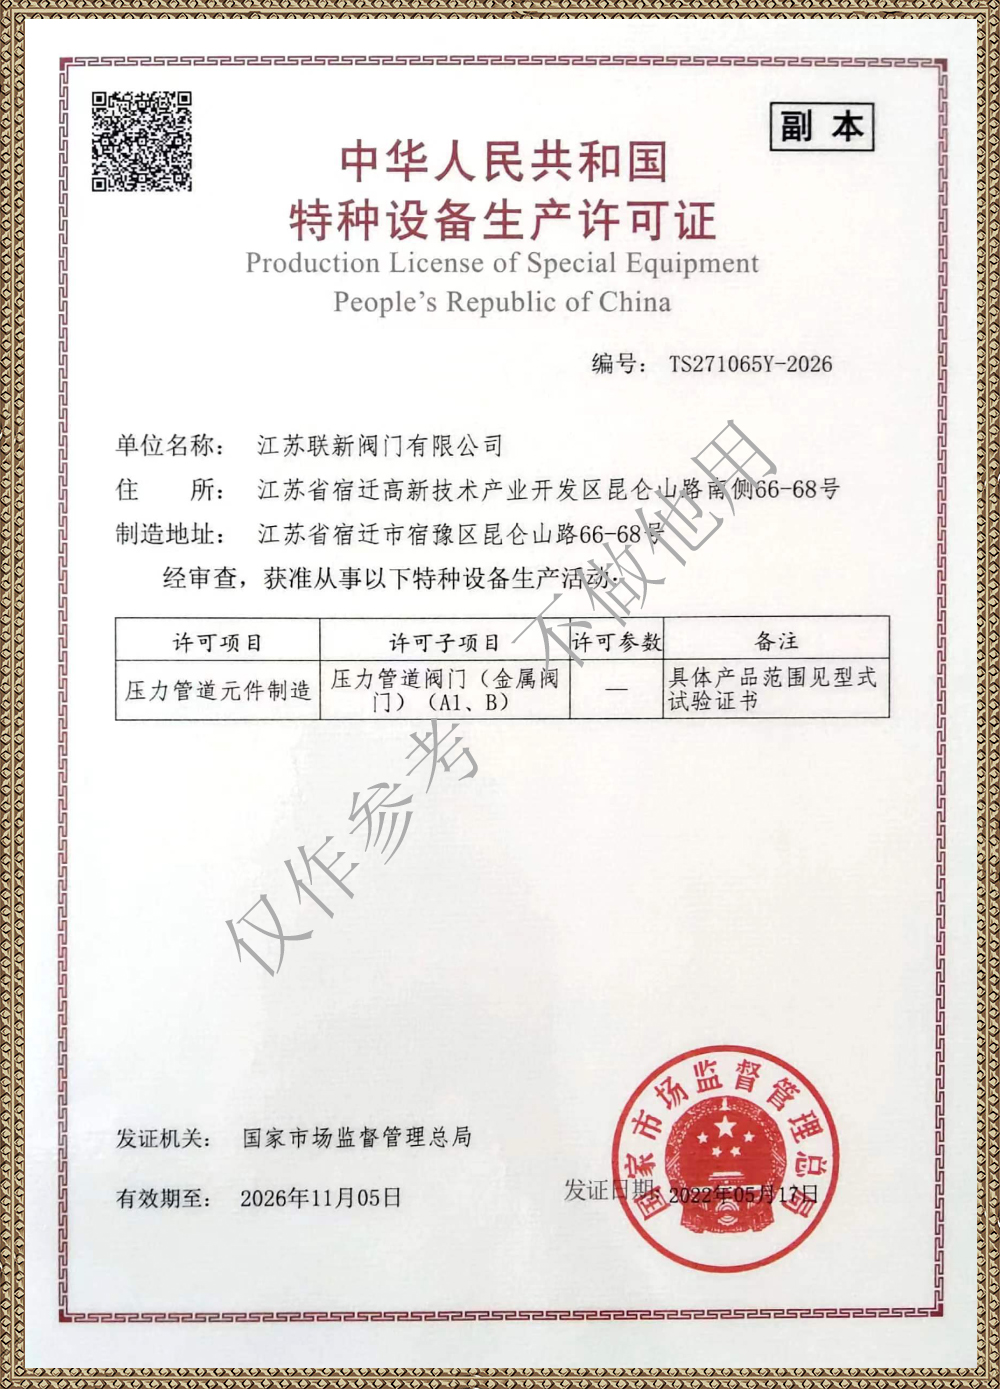 副 本
中华人民共和国
特种设备生产许可证
Production License of Special Equipment
People's Republic of China
编号： TS271065Y-2026
单位名称： 江苏联新阀门有限公司
住 所： 江苏省宿迁高新技术产业开发区昆仑山路南侧66-68号
制造地址： 江苏省宿迁市宿豫区昆仑山路66-68号
经审查，获准从事以下特种设备生产活动：
许可项目 许可子项目 许可参数 备注
压力管道元件制造 压力管道阀门（金属阀 — 具体产品范围见型式
门）（A1、B） 试验证书
仅作参考 不做他用
发证机关： 国家市场监督管理总局
有效期至： 2026年11月05日
发证日期： 2022年05月17日
国家市场监督管理总局